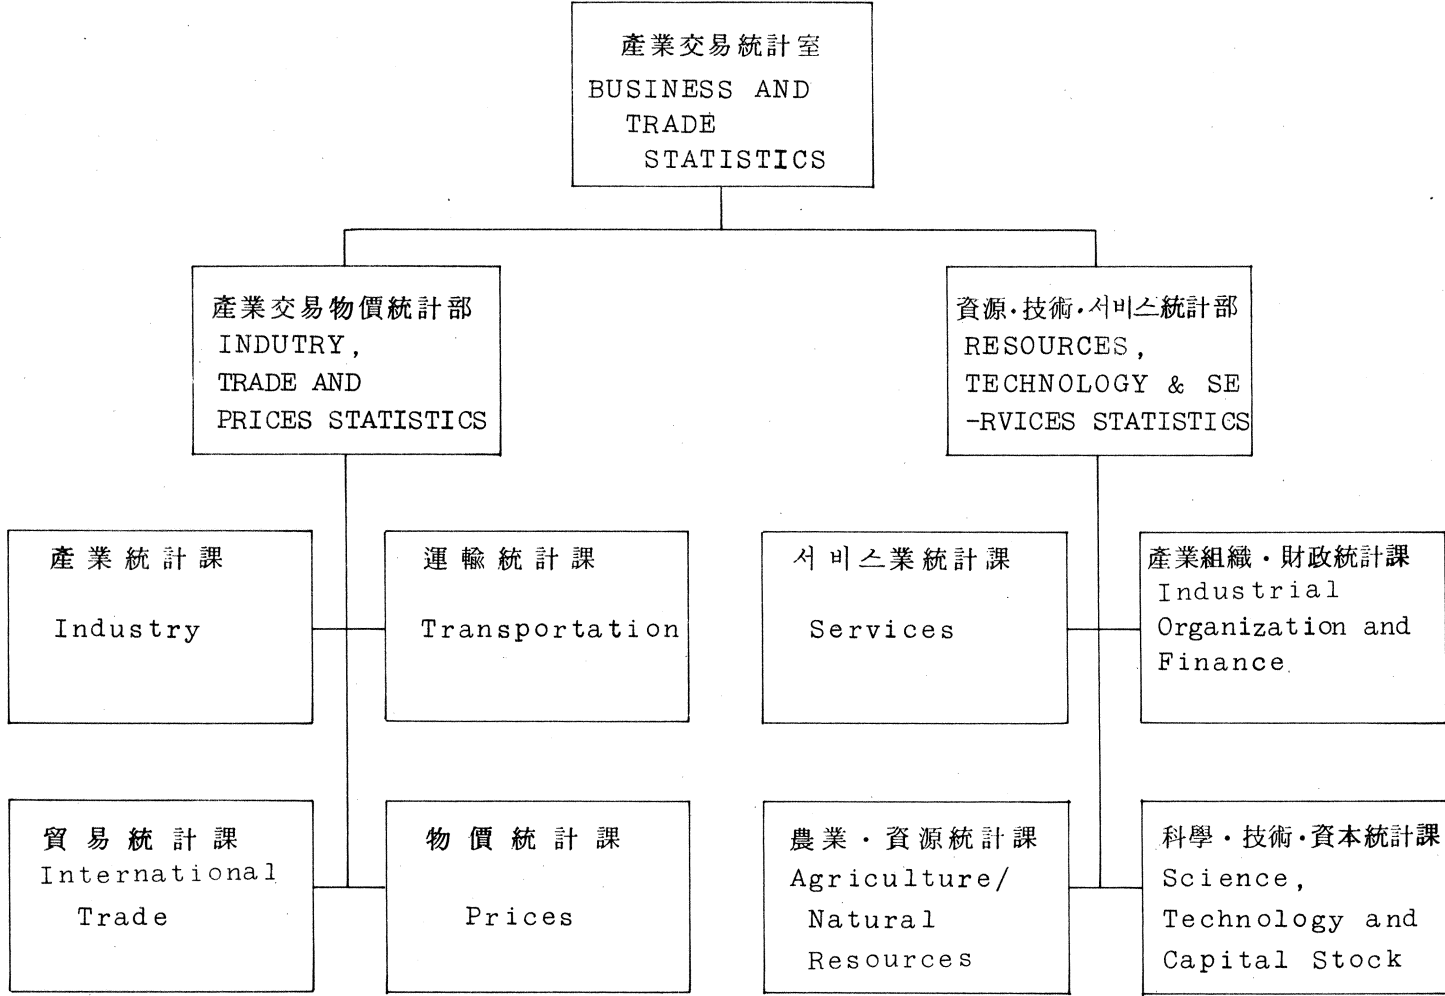 產業交易統計室
BUSINESS AND
TRADE
STATISTICS
產業交易物價統計部
INDUTRY,
TRADE AND
PRICES STATISTICS
資源·技術·서비스統計部
RESOURCES,
TECHNOLOGY & SE
-RVICES STATISTICS
產業統計課
Industry
運輸統計課
Transportation
서비스業統計課
Services
產業組織·財政統計課
Industrial
Organization and
Finance
貿易統計課
International
Trade
物價統計課
Prices
農業·資源統計課
Agriculture/
Natural
Resources
科學·技術·資本統計課
Science,
Technology and
Capital Stock